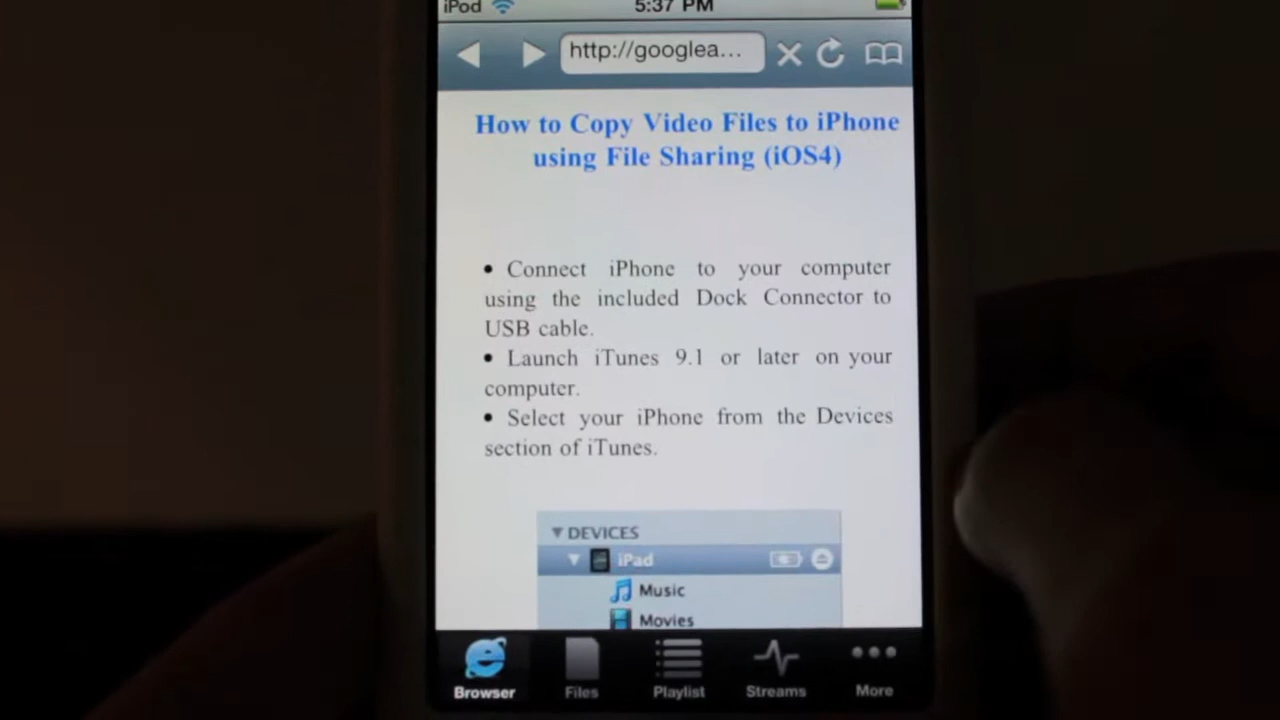 iPod 5:37 PM
http://googlea...
How to Copy Video Files to iPhone
using File Sharing (iOS4)
• Connect iPhone to your computer
using the included Dock Connector to
USB cable.
• Launch iTunes 9.1 or later on your
computer.
• Select your iPhone from the Devices
section of iTunes.
DEVICES
iPad
Music
Movies
Browser Files Playlist Streams More